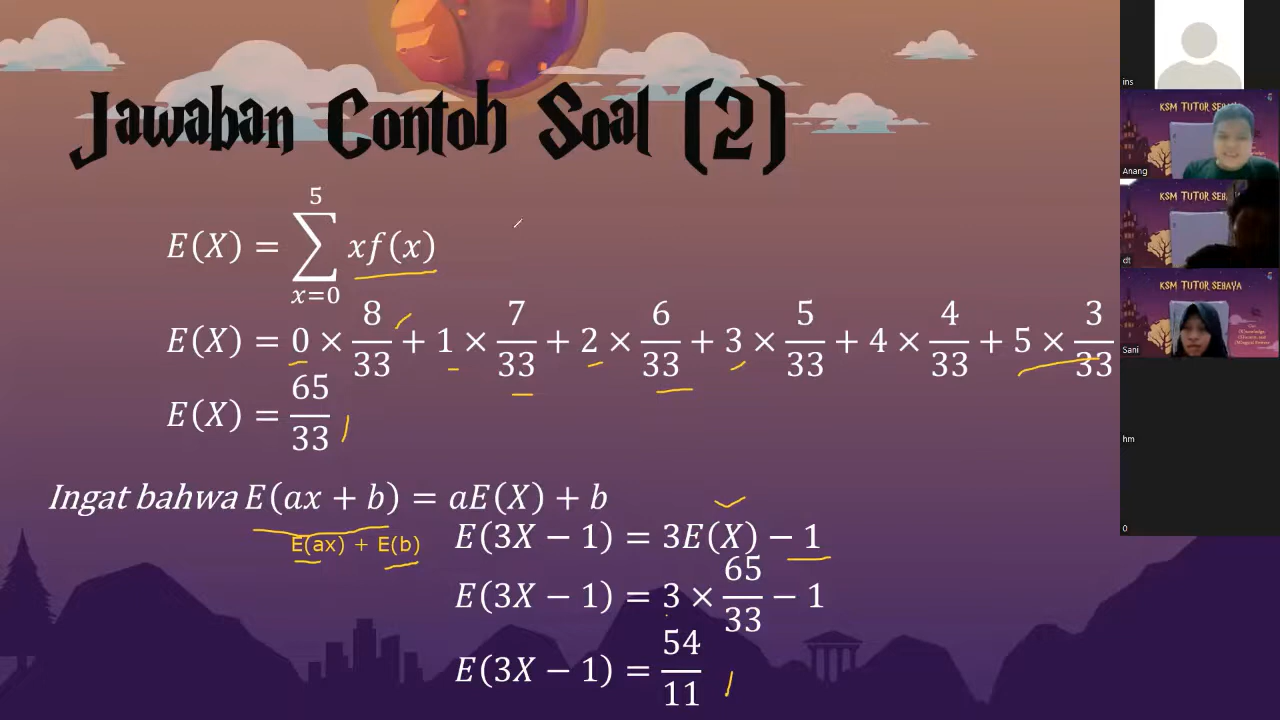 Jawaban Contoh Soal (2)
E(X) = ∑_{x=0}^{5} xf(x)
E(X) = 0 × 8/33 + 1 × 7/33 + 2 × 6/33 + 3 × 5/33 + 4 × 4/33 + 5 × 3/33
E(X) = 65/33
Ingat bahwa E(ax + b) = aE(X) + b
E(ax) + E(b)
E(3X − 1) = 3E(X) − 1
E(3X − 1) = 3 × 65/33 − 1
E(3X − 1) = 54/11
ins
KSM TUTOR SEBAYA
Anang
KSM TUTOR SEBA
dt
KSM TUTOR SEBAYA
Sani
hm
0